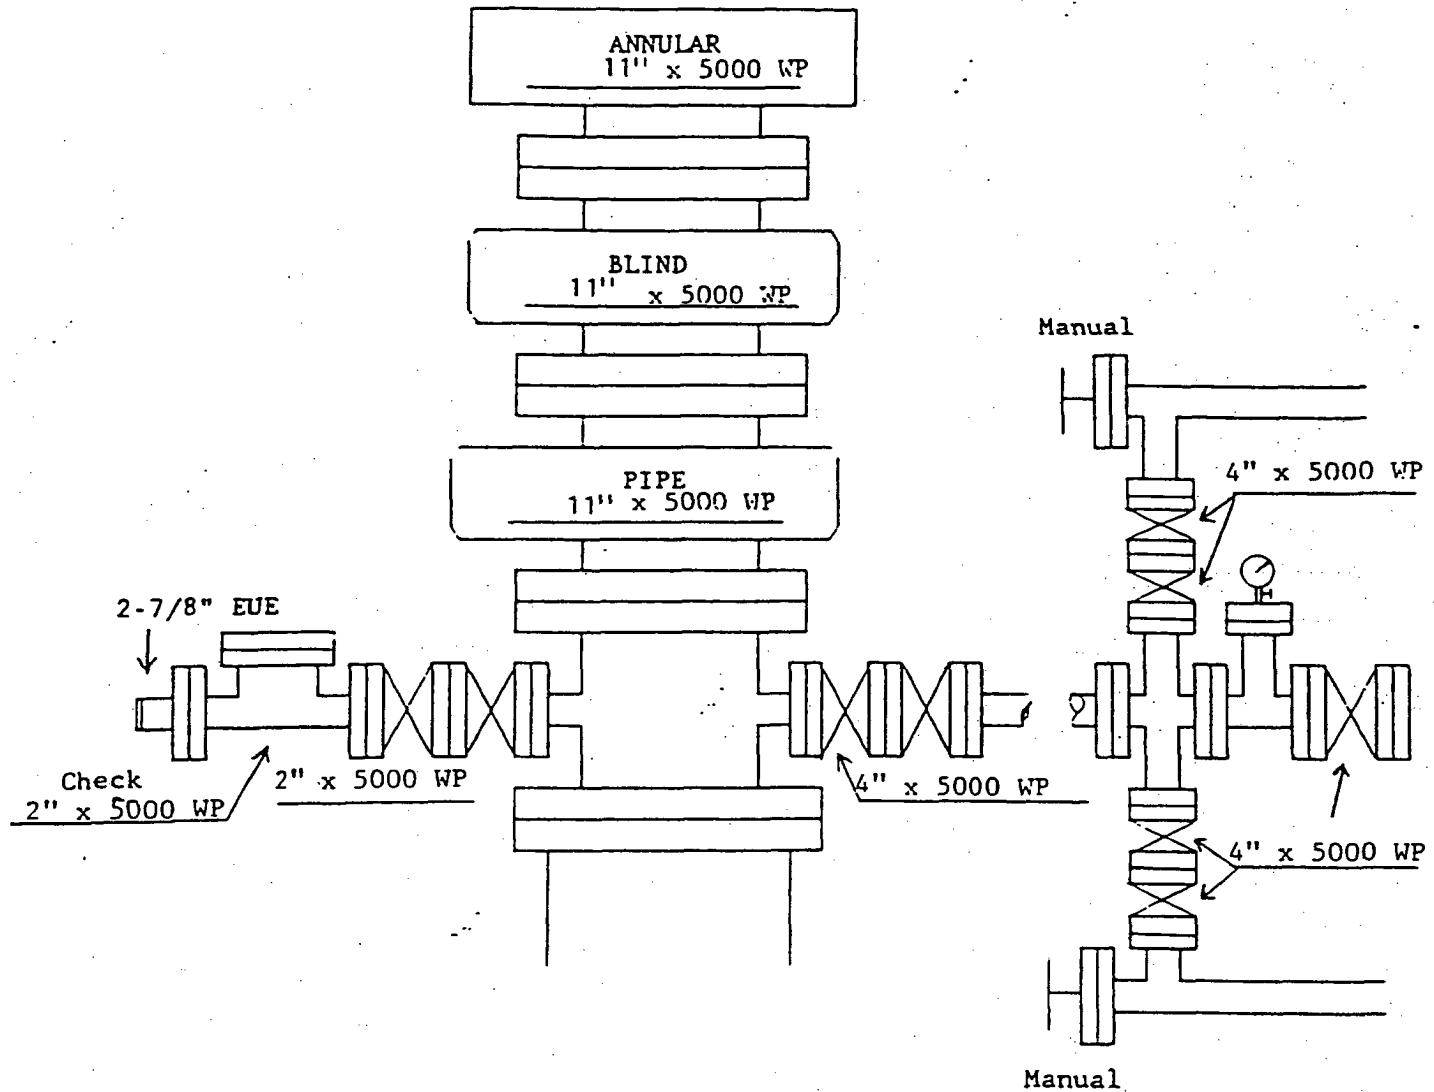 ANNULAR
11" x 5000 WP
BLIND
11" x 5000 WP
Manual
PIPE
11" x 5000 WP
4" x 5000 WP
2-7/8" EUE
Check
2" x 5000 WP
2" x 5000 WP
4" x 5000 WP
4" x 5000 WP
Manual